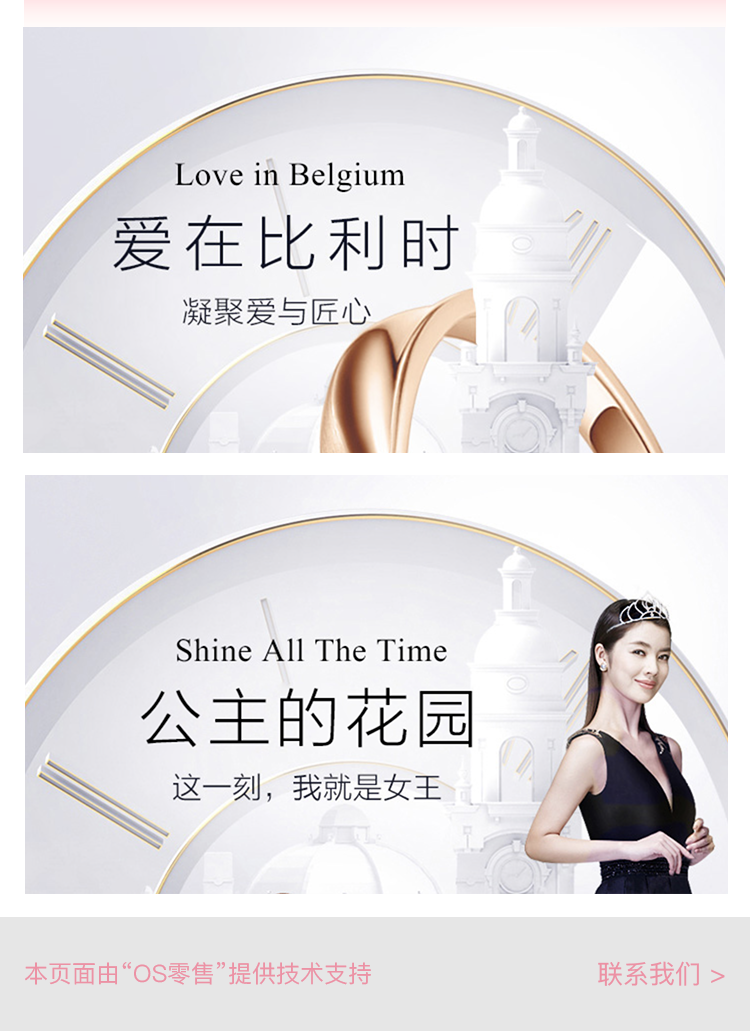 Love in Belgium
爱在比利时
凝聚爱与匠心
Shine All The Time
公主的花园
这一刻，我就是女王
本页面由“OS零售”提供技术支持
联系我们 >